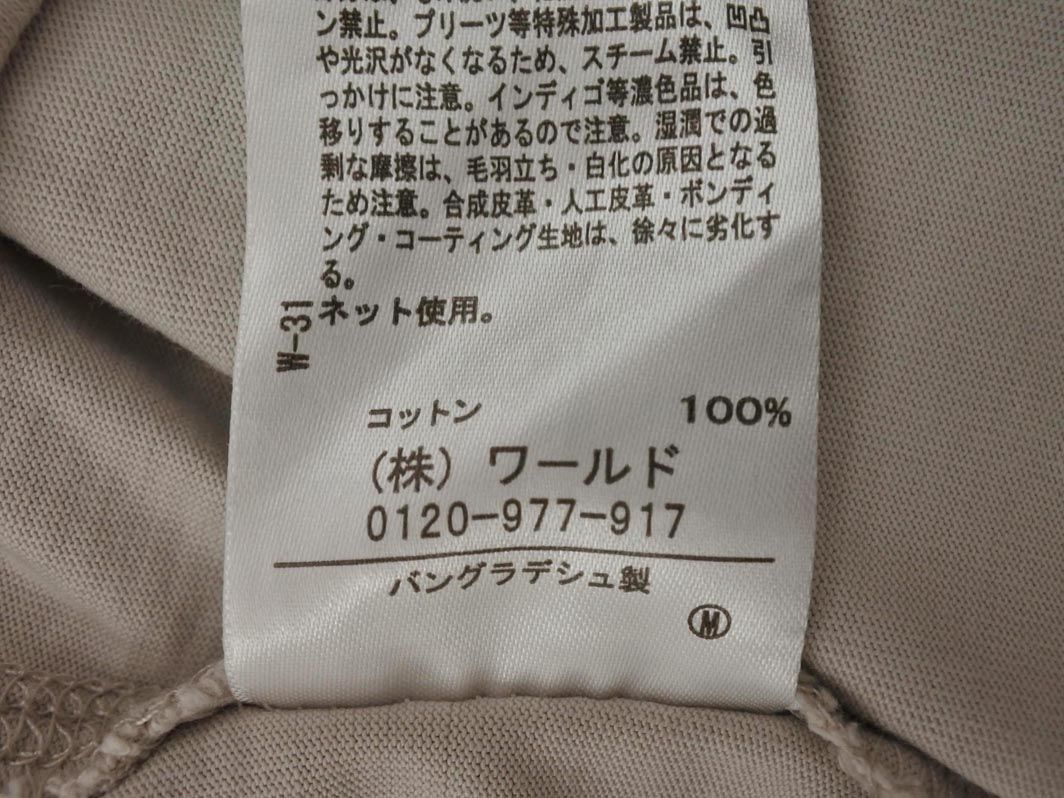 ン禁止。プリーツ等特殊加工製品は、凹凸
や光沢がなくなるため、スチーム禁止。引
っかけに注意。インディゴ等濃色品は、色
移りすることがあるので注意。湿潤での過
剰な摩擦は、毛羽立ち・白化の原因となる
ため注意。合成皮革・人工皮革・ボンディ
ング・コーティング生地は、徐々に劣化す
る。
ネット使用。
W-31
コットン 100%
(株) ワールド
0120-977-917
バングラデシュ製
M